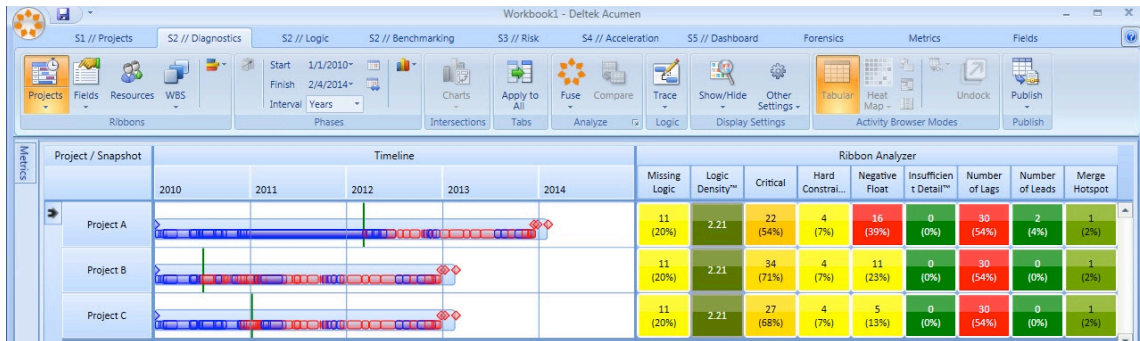 Workbook1 - Deltek Acumen
S1 // Projects S2 // Diagnostics S2 // Logic S2 // Benchmarking S3 // Risk S4 // Acceleration S5 // Dashboard Forensics Metrics Fields
Projects Fields Resources WBS
Ribbons
Start 1/1/2010
Finish 2/4/2014
Interval Years
Phases
Charts
Intersections
Apply to All
Tabs
Fuse Compare
Analyze
Trace
Logic
Show/Hide Other Settings
Display Settings
Tabular Heat Map Undock
Activity Browser Modes
Publish
Publish
Metrics
Project / Snapshot Timeline Ribbon Analyzer
2010 2011 2012 2013 2014
Missing Logic Logic Density™ Critical Hard Constrai... Negative Float Insufficien t Detail™ Number of Lags Number of Leads Merge Hotspot
Project A 11 (20%) 2.21 22 (54%) 4 (7%) 16 (39%) 0 (0%) 30 (54%) 2 (4%) 1 (2%)
Project B 11 (20%) 2.21 34 (71%) 4 (7%) 11 (23%) 0 (0%) 30 (54%) 0 (0%) 1 (2%)
Project C 11 (20%) 2.21 27 (68%) 4 (7%) 5 (13%) 0 (0%) 30 (54%) 0 (0%) 1 (2%)